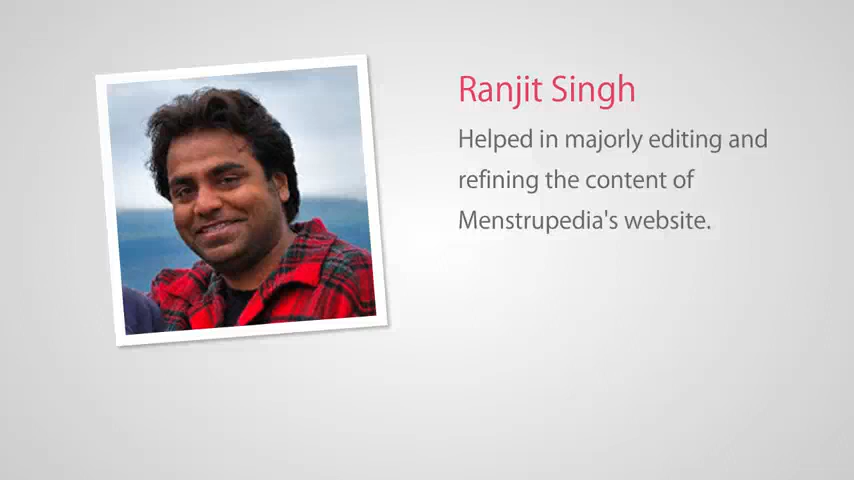 Ranjit Singh
Helped in majorly editing and
refining the content of
Menstrupedia's website.